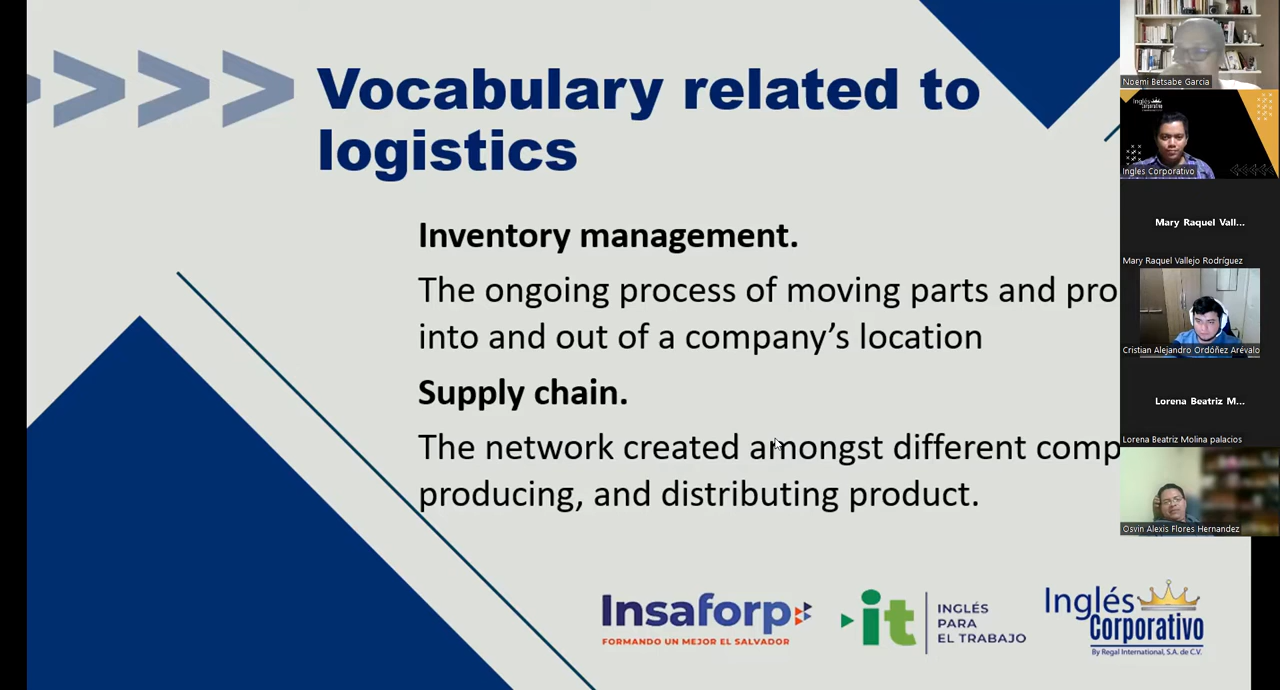 Vocabulary related to
logistics
Inventory management.
The ongoing process of moving parts and pro
into and out of a company's location
Supply chain.
The network created amongst different comp
producing, and distributing product.
Insaforp
FORMANDO UN MEJOR EL SALVADOR
it
INGLÉS
PARA
EL TRABAJO
Inglés
Corporativo
By Regal International, S.A. de C.V.
Noemi Betsabe Garcia
Inglés
Corporativo
Ingles Corporativo
Mary Raquel Vall...
Mary Raquel Vallejo Rodríguez
Cristian Alejandro Ordóñez Arévalo
Lorena Beatriz M...
Lorena Beatriz Molina palacios
Osvin Alexis Flores Hernandez